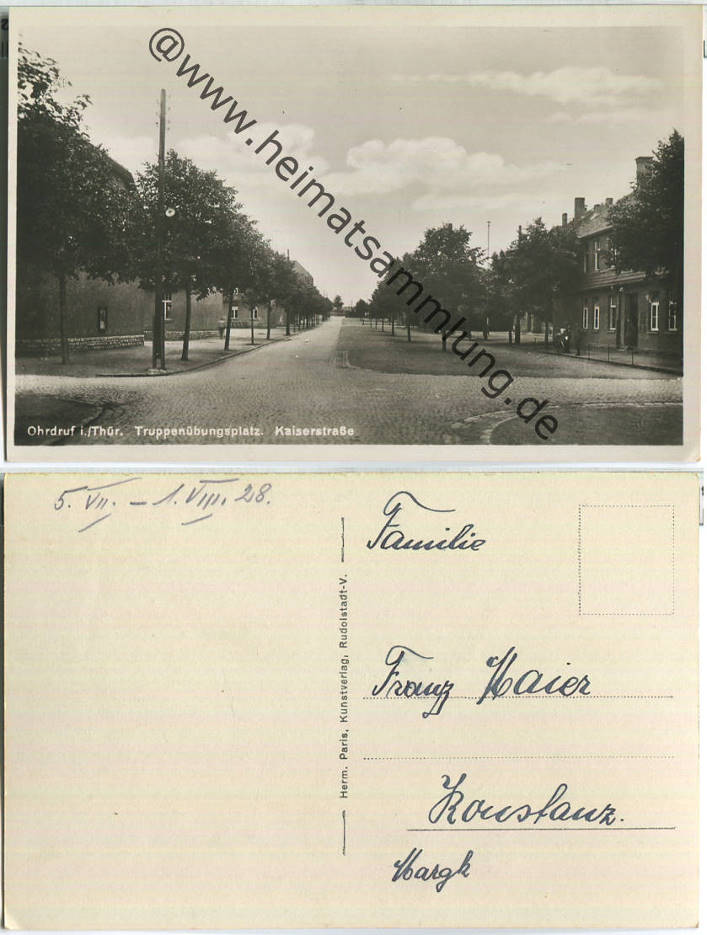 @www.heimatsammlung.de
Ohrdruf i./Thür. Truppenübungsplatz. Kaiserstraße
5. VII. – 1. VIII. 28.
Familie
Herm. Paris, Kunstverlag, Rudolstadt-V.
Franz Maier
Konstanz.